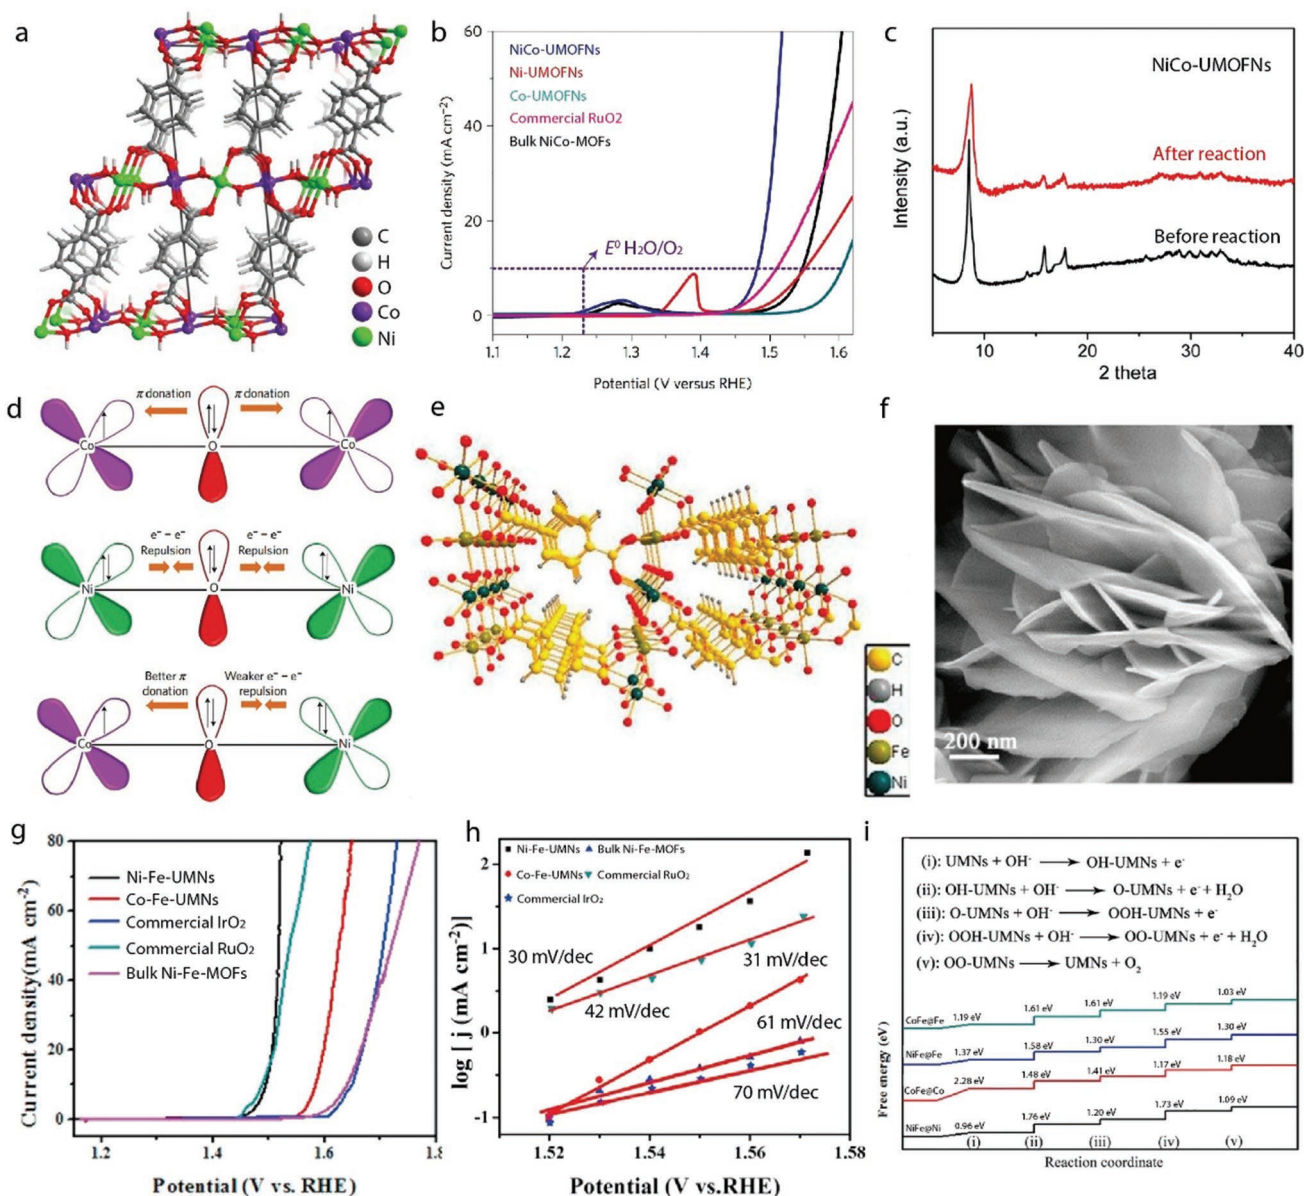 a
C
H
O
Co
Ni
b
60
40
20
0
Current density (mA cm⁻²)
NiCo-UMOFNs
Ni-UMOFNs
Co-UMOFNs
Commercial RuO2
Bulk NiCo-MOFs
E⁰ H₂O/O₂
1.1 1.2 1.3 1.4 1.5 1.6
Potential (V versus RHE)
c
Intensity (a.u.)
NiCo-UMOFNs
After reaction
Before reaction
10 20 30 40
2 theta
d
π donation π donation
Co O Co
e⁻ – e⁻ e⁻ – e⁻
Repulsion Repulsion
Ni O Ni
Better π Weaker e⁻ – e⁻
donation repulsion
Co O Ni
e
C
H
O
Fe
Ni
f
200 nm
g
80
60
40
20
0
Current density(mA cm⁻²)
Ni-Fe-UMNs
Co-Fe-UMNs
Commercial IrO₂
Commercial RuO₂
Bulk Ni-Fe-MOFs
1.2 1.4 1.6 1.8
Potential (V vs. RHE)
h
2
1
0
-1
log [ j (mA cm⁻²)]
Ni-Fe-UMNs Bulk Ni-Fe-MOFs
Co-Fe-UMNs Commercial RuO₂
Commercial IrO₂
30 mV/dec
31 mV/dec
42 mV/dec
61 mV/dec
70 mV/dec
1.52 1.54 1.56 1.58
Potential (V vs.RHE)
i
(i): UMNs + OH⁻ ⟶ OH-UMNs + e⁻
(ii): OH-UMNs + OH⁻ ⟶ O-UMNs + e⁻ + H₂O
(iii): O-UMNs + OH⁻ ⟶ OOH-UMNs + e⁻
(iv): OOH-UMNs + OH⁻ ⟶ OO-UMNs + e⁻ + H₂O
(v): OO-UMNs ⟶ UMNs + O₂
Free energy (eV)
CoFe@Fe 1.19 eV 1.61 eV 1.61 eV 1.19 eV 1.03 eV
NiFe@Fe 1.37 eV 1.58 eV 1.30 eV 1.55 eV 1.30 eV
CoFe@Co 2.28 eV 1.48 eV 1.41 eV 1.17 eV 1.18 eV
NiFe@Ni 0.96 eV 1.76 eV 1.20 eV 1.73 eV 1.09 eV
(i) (ii) (iii) (iv) (v)
Reaction coordinate